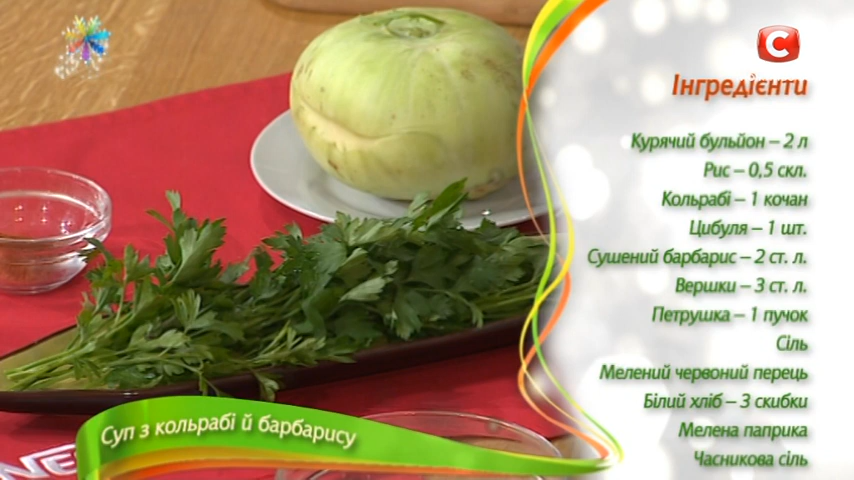 Інгредієнти
Курячий бульйон – 2 л
Рис – 0,5 скл.
Кольрабі – 1 кочан
Цибуля – 1 шт.
Сушений барбарис – 2 ст. л.
Вершки – 3 ст. л.
Петрушка – 1 пучок
Сіль
Мелений червоний перець
Білий хліб – 3 скибки
Мелена паприка
Часникова сіль
Суп з кольрабі й барбарису